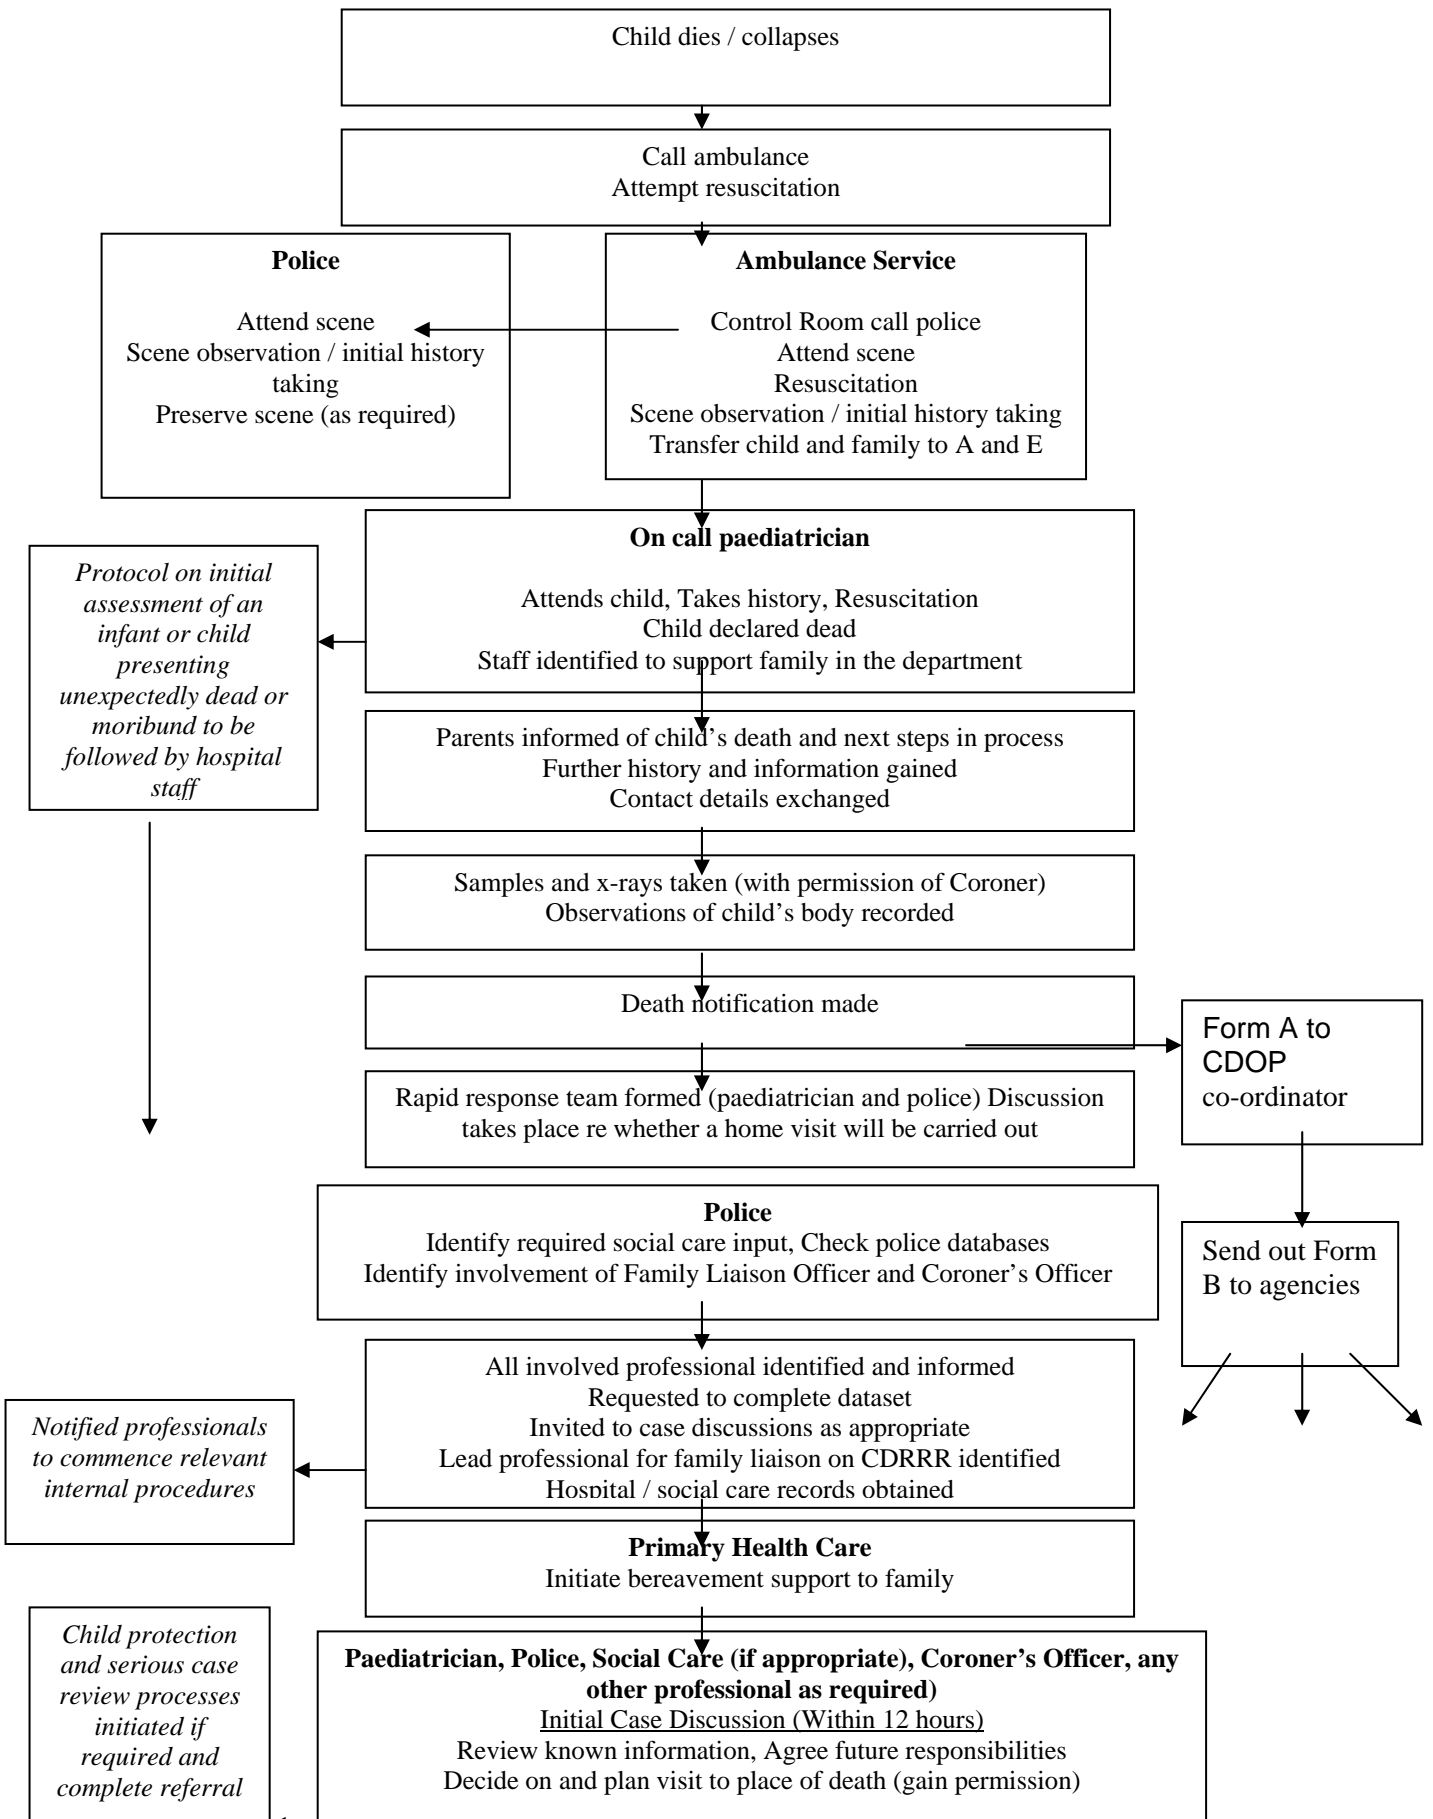 Child dies / collapses
Call ambulance
Attempt resuscitation
Police
Attend scene
Scene observation / initial history
taking
Preserve scene (as required)
Ambulance Service
Control Room call police
Attend scene
Resuscitation
Scene observation / initial history taking
Transfer child and family to A and E
On call paediatrician
Attends child, Takes history, Resuscitation
Child declared dead
Staff identified to support family in the department
Protocol on initial
assessment of an
infant or child
presenting
unexpectedly dead or
moribund to be
followed by hospital
staff
Parents informed of child’s death and next steps in process
Further history and information gained
Contact details exchanged
Samples and x-rays taken (with permission of Coroner)
Observations of child’s body recorded
Death notification made
Form A to
CDOP
co-ordinator
Rapid response team formed (paediatrician and police) Discussion
takes place re whether a home visit will be carried out
Police
Identify required social care input, Check police databases
Identify involvement of Family Liaison Officer and Coroner’s Officer
Send out Form
B to agencies
All involved professional identified and informed
Requested to complete dataset
Invited to case discussions as appropriate
Lead professional for family liaison on CDRRR identified
Hospital / social care records obtained
Notified professionals
to commence relevant
internal procedures
Primary Health Care
Initiate bereavement support to family
Child protection
and serious case
review processes
initiated if
required and
complete referral
Paediatrician, Police, Social Care (if appropriate), Coroner’s Officer, any
other professional as required)
Initial Case Discussion (Within 12 hours)
Review known information, Agree future responsibilities
Decide on and plan visit to place of death (gain permission)